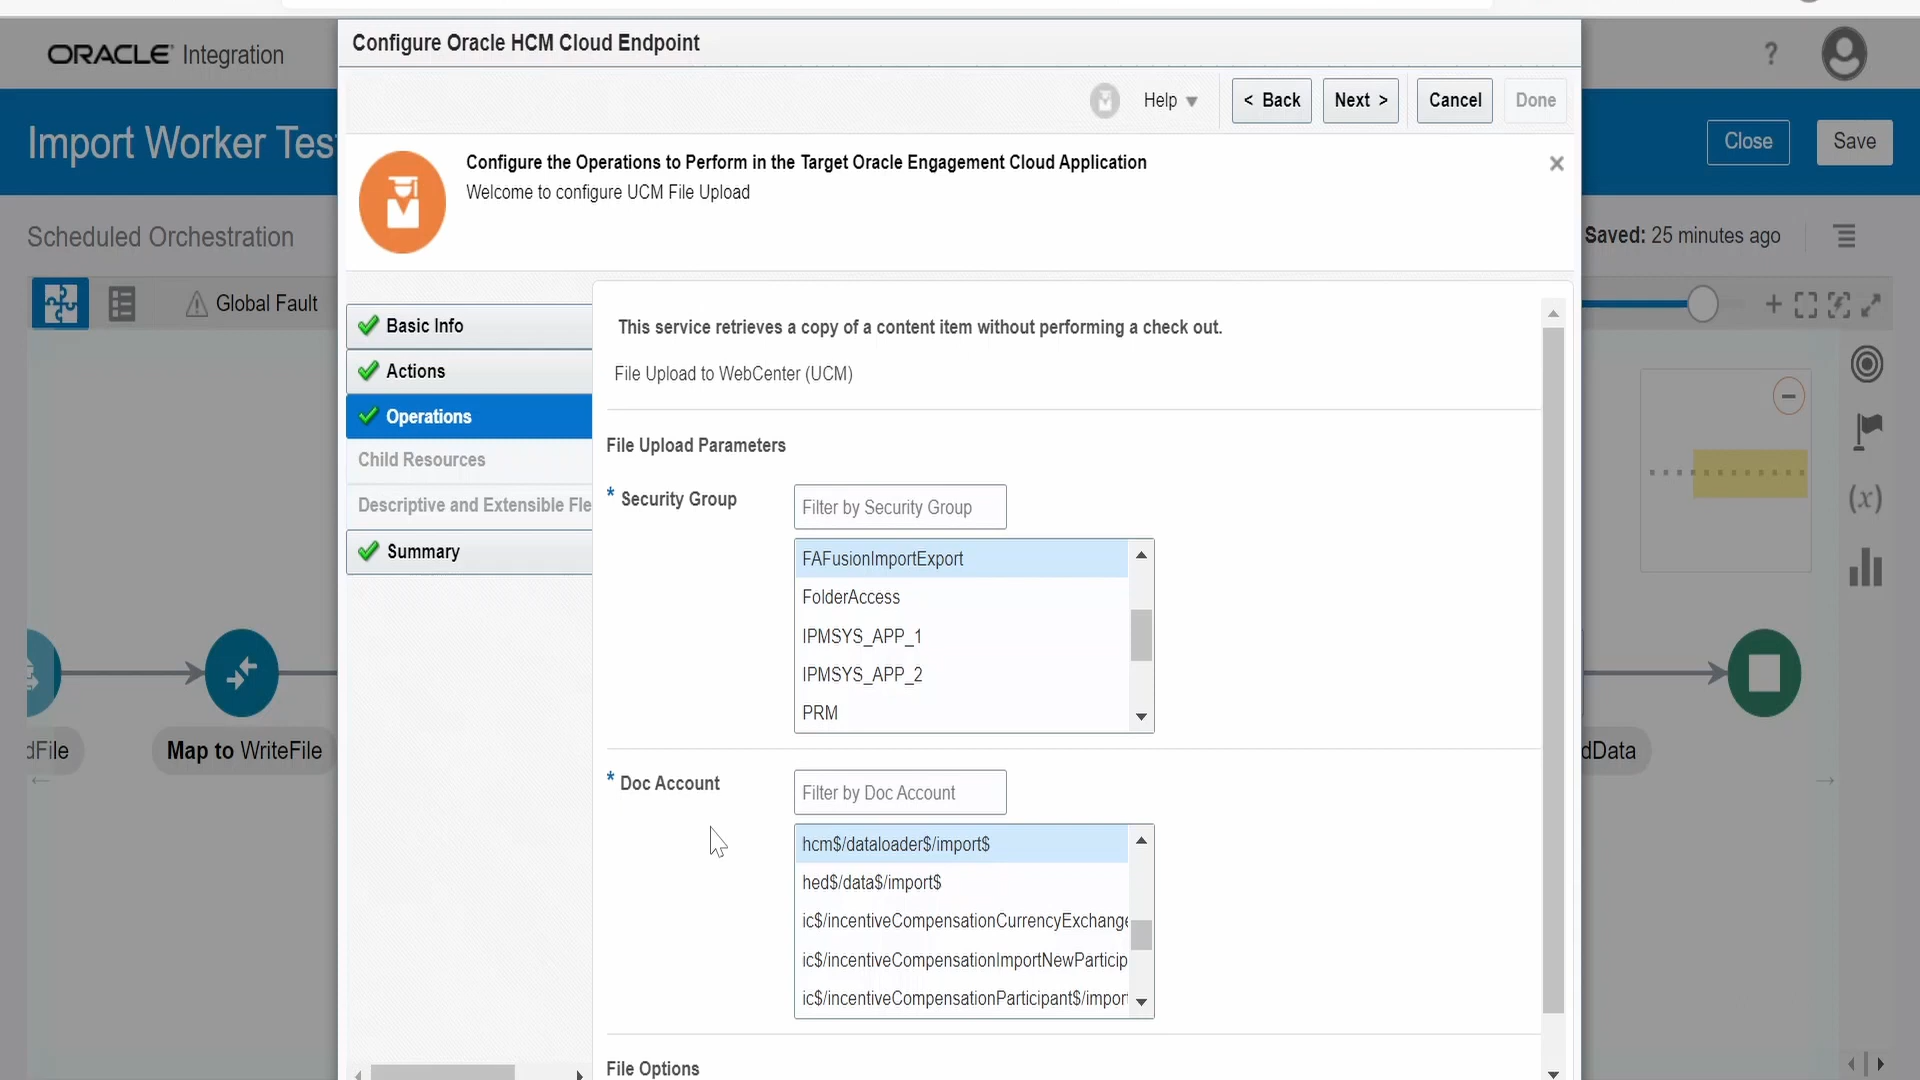 Configure Oracle HCM Cloud Endpoint
ORACLE Integration
?
Help
< Back
Next >
Cancel
Done
Import Worker Test
Close
Save
Configure the Operations to Perform in the Target Oracle Engagement Cloud Application
Welcome to configure UCM File Upload
Scheduled Orchestration
Saved: 25 minutes ago
Global Fault
Basic Info
Actions
Operations
Child Resources
Descriptive and Extensible Fle
Summary
This service retrieves a copy of a content item without performing a check out.
File Upload to WebCenter (UCM)
File Upload Parameters
* Security Group
Filter by Security Group
FAFusionImportExport
FolderAccess
IPMSYS_APP_1
IPMSYS_APP_2
PRM
(x)
dFile
Map to WriteFile
dData
* Doc Account
Filter by Doc Account
hcm$/dataloader$/import$
hed$/data$/import$
ic$/incentiveCompensationCurrencyExchange
ic$/incentiveCompensationImportNewParticip
ic$/incentiveCompensationParticipant$/import
File Options